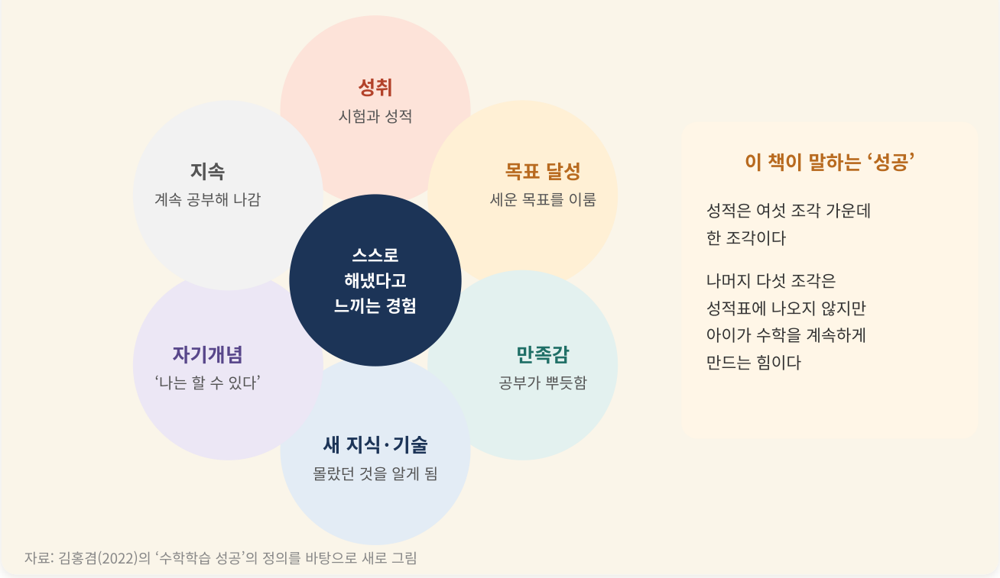 성취
시험과 성적
지속
계속 공부해 나감
목표 달성
세운 목표를 이룸
스스로
해냈다고
느끼는 경험
자기개념
‘나는 할 수 있다’
만족감
공부가 뿌듯함
새 지식·기술
몰랐던 것을 알게 됨
이 책이 말하는 ‘성공’
성적은 여섯 조각 가운데
한 조각이다
나머지 다섯 조각은
성적표에 나오지 않지만
아이가 수학을 계속하게
만드는 힘이다
자료: 김홍겸(2022)의 ‘수학학습 성공’의 정의를 바탕으로 새로 그림